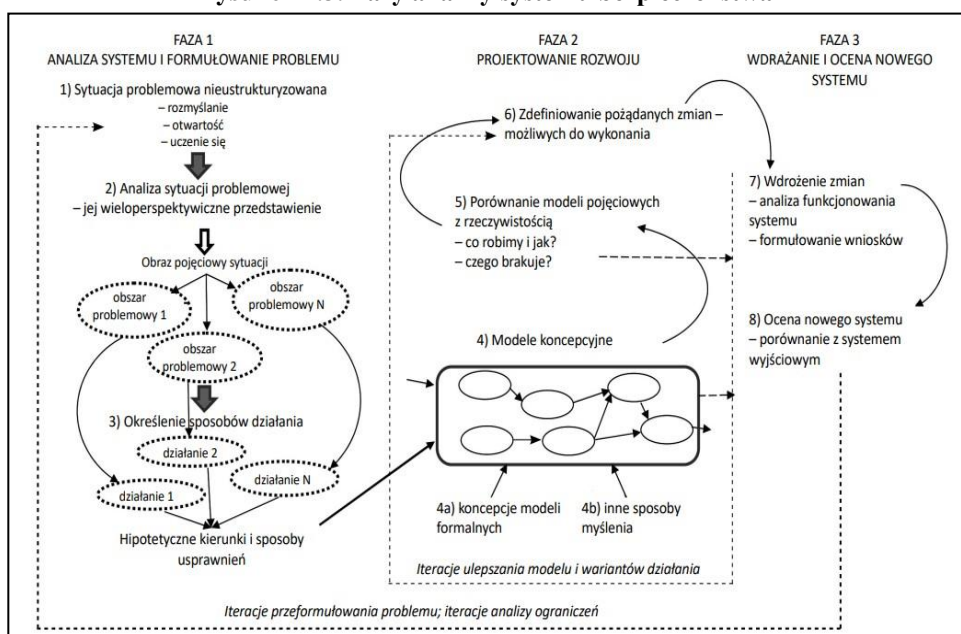 FAZA 1
ANALIZA SYSTEMU I FORMUŁOWANIE PROBLEMU
1) Sytuacja problemowa nieustrukturyzowana
– rozmyślanie
– otwartość
– uczenie się
2) Analiza sytuacji problemowej
– jej wieloperspektywiczne przedstawienie
Obraz pojęciowy sytuacji
obszar
problemowy 1
obszar
problemowy N
obszar
problemowy 2
3) Określenie sposobów działania
działanie 2
działanie 1
działanie N
Hipotetyczne kierunki i sposoby
usprawnień
FAZA 2
PROJEKTOWANIE ROZWOJU
6) Zdefiniowanie pożądanych zmian –
możliwych do wykonania
5) Porównanie modeli pojęciowych
z rzeczywistością
– co robimy i jak?
– czego brakuje?
4) Modele koncepcyjne
4a) koncepcje modeli
formalnych
4b) inne sposoby
myślenia
Iteracje ulepszania modelu i wariantów działania
FAZA 3
WDRAŻANIE I OCENA NOWEGO
SYSTEMU
7) Wdrożenie zmian
– analiza funkcjonowania
systemu
– formułowanie wniosków
8) Ocena nowego systemu
– porównanie z systemem
wyjściowym
Iteracje przeformułowania problemu; iteracje analizy ograniczeń